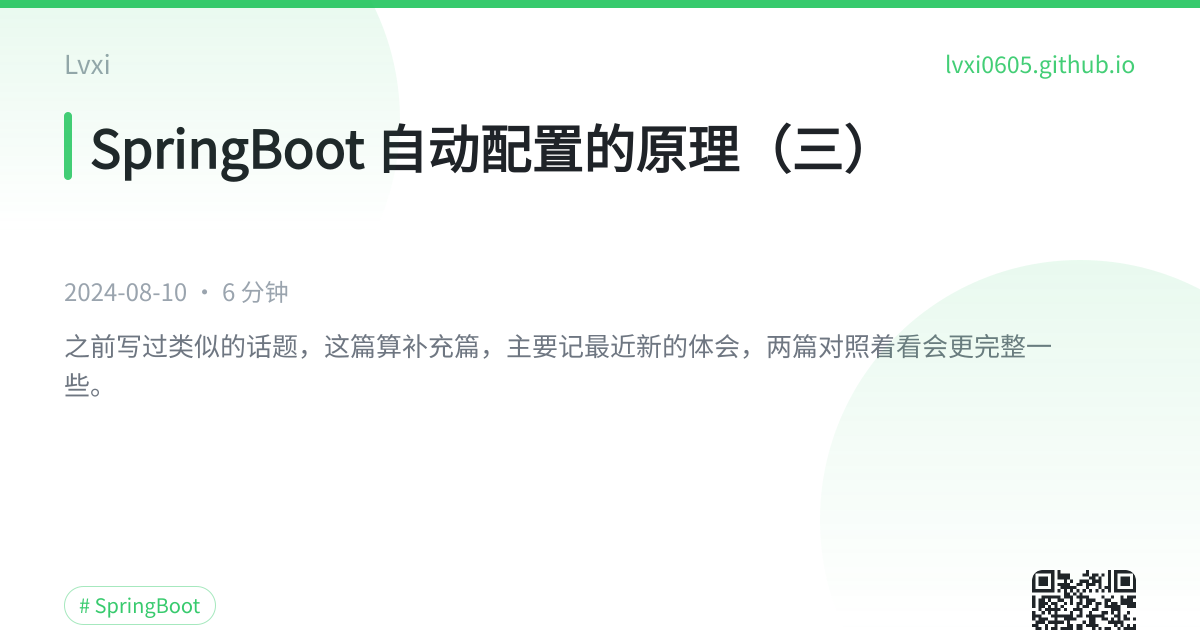 Lvxi
lvxi0605.github.io
SpringBoot 自动配置的原理（三）
2024-08-10 · 6 分钟
之前写过类似的话题，这篇算补充篇，主要记最近新的体会，两篇对照着看会更完整一
些。
# SpringBoot